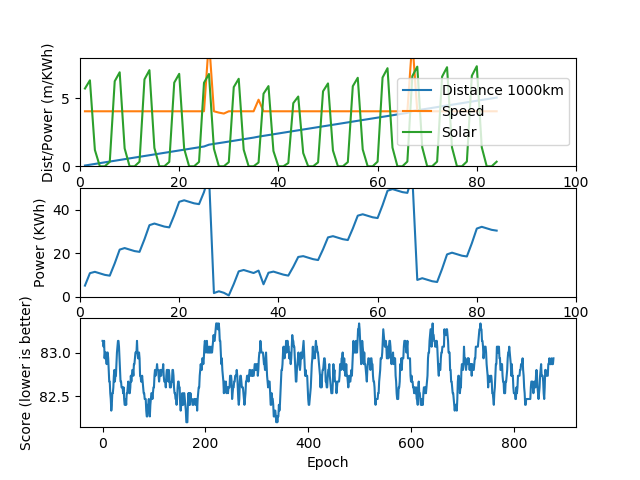 Dist/Power (m/KWh)
5
0
Distance 1000km
Speed
Solar
0 20 40 60 80 100
Power (KWh)
40
20
0
0 20 40 60 80 100
Score (lower is better)
83.0
82.5
0 200 400 600 800
Epoch